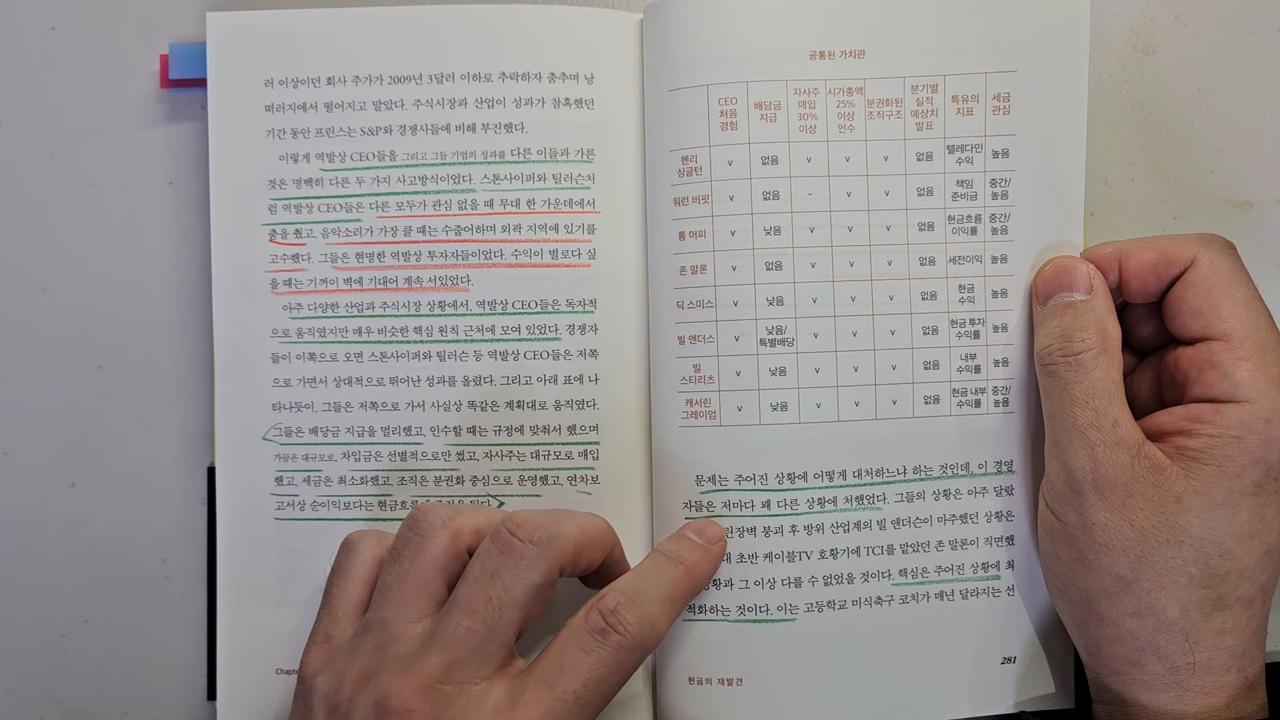 러 이상이던 회사 주가가 2009년 3달러 이하로 추락하자 춤추며 낭
떠러지에서 떨어지고 말았다. 주식시장과 산업이 성과가 참혹했던
기간 동안 프린스는 S&P와 경쟁사들에 비해 부진했다.
이렇게 역발상 CEO들을 그리고 그들 기업의 성과를 다른 이들과 가른
것은 명백히 다른 두 가지 사고방식이었다. 스톤사이퍼와 틸러슨처
럼 역발상 CEO들은 다른 모두가 관심 없을 때 무대 한 가운데에서
춤을 췄고, 음악소리가 가장 클 때는 수줍어하며 외곽 지역에 있기를
고수했다. 그들은 현명한 역발상 투자자들이었다. 수익이 별로다 싶
을 때는 기꺼이 벽에 기대어 계속 서있었다.
아주 다양한 산업과 주식시장 상황에서, 역발상 CEO들은 독자적
으로 움직였지만 매우 비슷한 핵심 원칙 근처에 모여 있었다. 경쟁자
들이 이쪽으로 오면 스톤사이퍼와 틸러슨 등 역발상 CEO들은 저쪽
으로 가면서 상대적으로 뛰어난 성과를 올렸다. 그리고 아래 표에 나
타나듯이, 그들은 저쪽으로 가서 사실상 똑같은 계획대로 움직였다.
그들은 배당금 지급을 멀리했고, 인수할 때는 규정에 맞춰서 했으며
가끔은 대규모로, 차입금은 선별적으로만 썼고, 자사주는 대규모로 매입
했고, 세금은 최소화했고, 조직은 분권화 중심으로 운영했고, 연차보
고서상 순이익보다는 현금흐름에
Chapte
공통된 가치관
CEO 처음 경험 배당금 지급 자사주 매입 30% 이상 시가총액 25% 이상 인수 분권화된 조직구조 분기별 실적 예상치 발표 특유의 지표 세금 관심
헨리 싱글턴 v 없음 v v v 없음 텔레다인 수익 높음
워런 버핏 v 없음 – v v 없음 책임 준비금 중간/높음
톰 머피 v 낮음 v v v 없음 현금흐름 이익률 중간/높음
존 말론 v 없음 v v v 없음 세전이익 높음
딕 스미스 v 낮음 v v v 없음 현금 수익 높음
빌 앤더스 v 낮음/특별배당 v v v 없음 현금 투자 수익률 높음
빌 스티리츠 v 낮음 v v v 없음 내부 수익률 높음
캐서린 그레이엄 v 낮음 v v v 없음 현금 내부 수익률 중간/높음
문제는 주어진 상황에 어떻게 대처하느냐 하는 것인데, 이 경영
자들은 저마다 꽤 다른 상황에 처했었다. 그들의 상황은 아주 달랐
린장벽 붕괴 후 방위 산업계의 빌 앤더슨이 마주했던 상황은
대 초반 케이블TV 호황기에 TCI를 맡았던 존 말론이 직면했
황과 그 이상 다를 수 없었을 것이다. 핵심은 주어진 상황에 최
적화하는 것이다. 이는 고등학교 미식축구 코치가 매년 달라지는 선
281
현금의 재발견